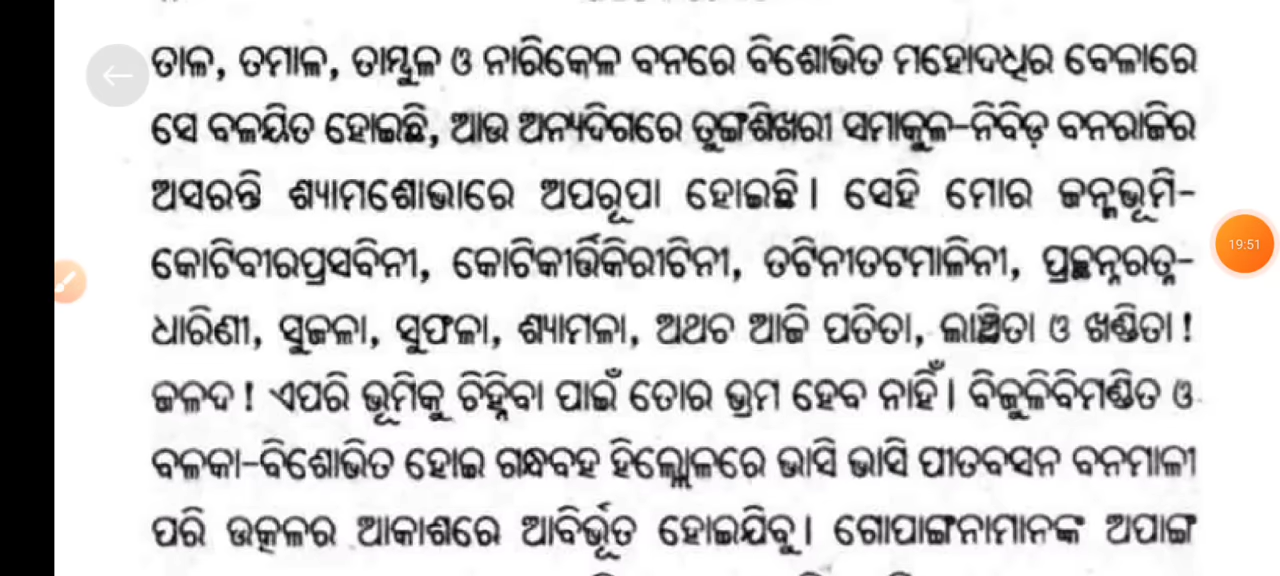 ତାଳ, ତମାଳ, ତାମ୍ବୁଳ ଓ ନାରିକେଳ ବନରେ ବିଶୋଭିତ ମହୋଦଧିର ବେଳାରେ
ସେ ବଳୟିତ ହୋଇଛି, ଆଉ ଅନ୍ୟଦିଗରେ ତୁଙ୍ଗଶିଖରୀ ସମାକୁଳ-ନିବିଡ଼ ବନରାଜିର
ଅସରନ୍ତି ଶ୍ୟାମଶୋଭାରେ ଅପରୂପା ହୋଇଛି। ସେହି ମୋର ଜନ୍ମଭୂମି-
କୋଟିବୀରପ୍ରସବିନୀ, କୋଟିକୀର୍ତ୍ତିକିରୀଟିନୀ, ତଟିନୀତଟମାଳିନୀ, ପ୍ରଚ୍ଛନ୍ନରତ୍ନ-
ଧାରିଣୀ, ସୁଜଳା, ସୁଫଳା, ଶ୍ୟାମଳା, ଅଥଚ ଆଜି ପତିତା, ଲାଞ୍ଛିତା ଓ ଖଣ୍ଡିତା!
ଜଳଦ! ଏପରି ଭୂମିକୁ ଚିହ୍ନିବା ପାଇଁ ତୋର ଭ୍ରମ ହେବ ନାହିଁ। ବିଜୁଳିବିମଣ୍ଡିତ ଓ
ବଳକା-ବିଶୋଭିତ ହୋଇ ଗନ୍ଧବହ ହିଲ୍ଲୋଳରେ ଭାସି ଭାସି ପୀତବସନ ବନମାଳୀ
ପରି ଉତ୍କଳର ଆକାଶରେ ଆବିର୍ଭୂତ ହୋଇଯିବୁ। ଗୋପାଙ୍ଗନାମାନଙ୍କ ଅପାଙ୍ଗ
19:51